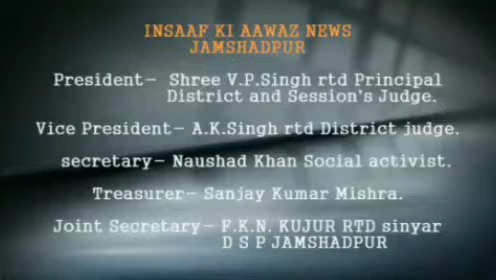 INSAAF KI AAWAZ NEWS
JAMSHADPUR
President- Shree V.P.Singh rtd Principal
District and Session's Judge.
Vice President- A.K.Singh rtd District judge.
secretary- Naushad Khan Social activist.
Treasurer- Sanjay Kumar Mishra.
Joint Secretary- F.K.N. KUJUR RTD sinyar
D S P JAMSHADPUR